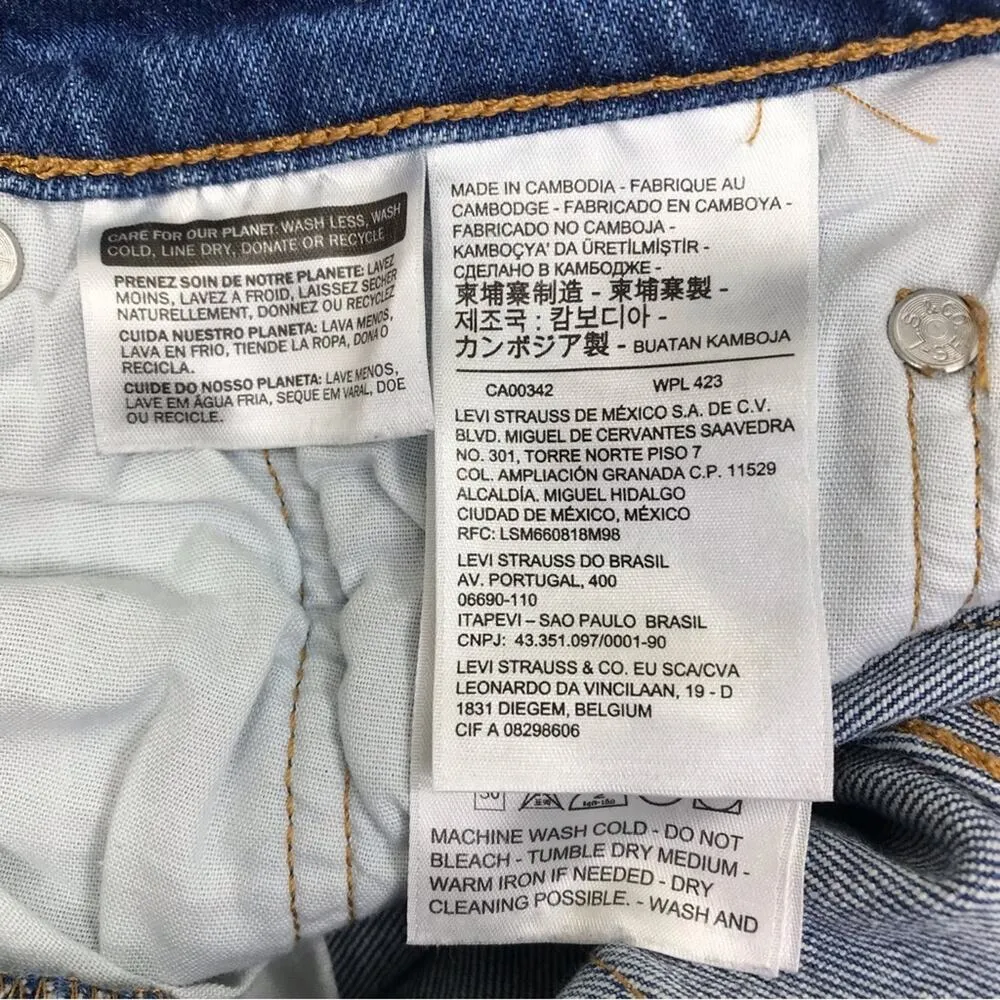 CARE FOR OUR PLANET: WASH LESS, WASH
COLD, LINE DRY, DONATE OR RECYCLE
PRENEZ SOIN DE NOTRE PLANETE: LAVEZ
MOINS, LAVEZ A FROID, LAISSEZ SECHER
NATURELLEMENT, DONNEZ OU RECYCLEZ
CUIDA NUESTRO PLANETA: LAVA MENOS,
LAVA EN FRIO, TIENDE LA ROPA, DONA O
RECICLA.
CUIDE DO NOSSO PLANETA: LAVE MENOS,
LAVE EM ÁGUA FRIA, SEQUE EM VARAL, DOE
OU RECICLE.
MADE IN CAMBODIA - FABRIQUE AU
CAMBODGE - FABRICADO EN CAMBOYA -
FABRICADO NO CAMBOJA -
KAMBOÇYA' DA ÜRETİLMİŞTİR -
СДЕЛАНО В КАМБОДЖЕ -
柬埔寨制造 - 柬埔寨製 -
제조국 : 캄보디아 -
カンボジア製 - BUATAN KAMBOJA
CA00342 WPL 423
LEVI STRAUSS DE MÉXICO S.A. DE C.V.
BLVD. MIGUEL DE CERVANTES SAAVEDRA
NO. 301, TORRE NORTE PISO 7
COL. AMPLIACIÓN GRANADA C.P. 11529
ALCALDÍA. MIGUEL HIDALGO
CIUDAD DE MÉXICO, MÉXICO
RFC: LSM660818M98
LEVI STRAUSS DO BRASIL
AV. PORTUGAL, 400
06690-110
ITAPEVI – SAO PAULO BRASIL
CNPJ: 43.351.097/0001-90
LEVI STRAUSS & CO. EU SCA/CVA
LEONARDO DA VINCILAAN, 19 - D
1831 DIEGEM, BELGIUM
CIF A 08298606
MACHINE WASH COLD - DO NOT
BLEACH - TUMBLE DRY MEDIUM -
WARM IRON IF NEEDED - DRY
CLEANING POSSIBLE. - WASH AND